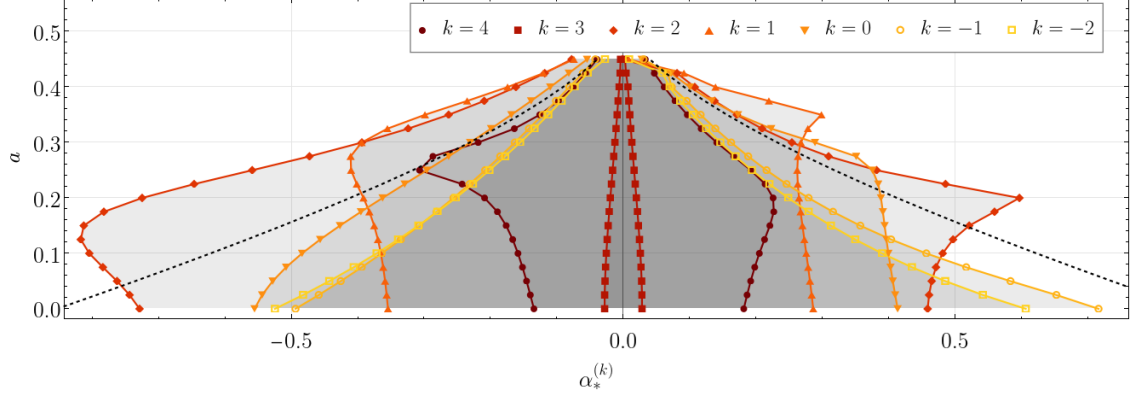 k = 4 k = 3 k = 2 k = 1 k = 0 k = −1 k = −2
0.5
0.4
0.3
0.2
0.1
0.0
a
−0.5 0.0 0.5
α∗(k)